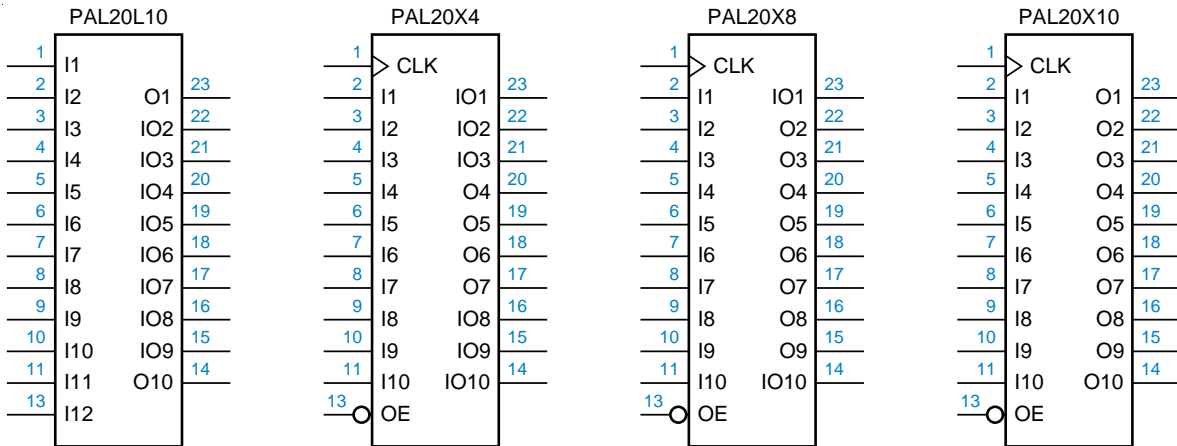 PAL20L10 PAL20X4 PAL20X8 PAL20X10
1 I1 1 CLK 1 CLK 1 CLK
2 I2 O1 23 2 I1 IO1 23 2 I1 IO1 23 2 I1 O1 23
3 I3 IO2 22 3 I2 IO2 22 3 I2 O2 22 3 I2 O2 22
4 I4 IO3 21 4 I3 IO3 21 4 I3 O3 21 4 I3 O3 21
5 I5 IO4 20 5 I4 O4 20 5 I4 O4 20 5 I4 O4 20
6 I6 IO5 19 6 I5 O5 19 6 I5 O5 19 6 I5 O5 19
7 I7 IO6 18 7 I6 O6 18 7 I6 O6 18 7 I6 O6 18
8 I8 IO7 17 8 I7 O7 17 8 I7 O7 17 8 I7 O7 17
9 I9 IO8 16 9 I8 IO8 16 9 I8 O8 16 9 I8 O8 16
10 I10 IO9 15 10 I9 IO9 15 10 I9 O9 15 10 I9 O9 15
11 I11 O10 14 11 I10 IO10 14 11 I10 IO10 14 11 I10 O10 14
13 I12 13 OE 13 OE 13 OE